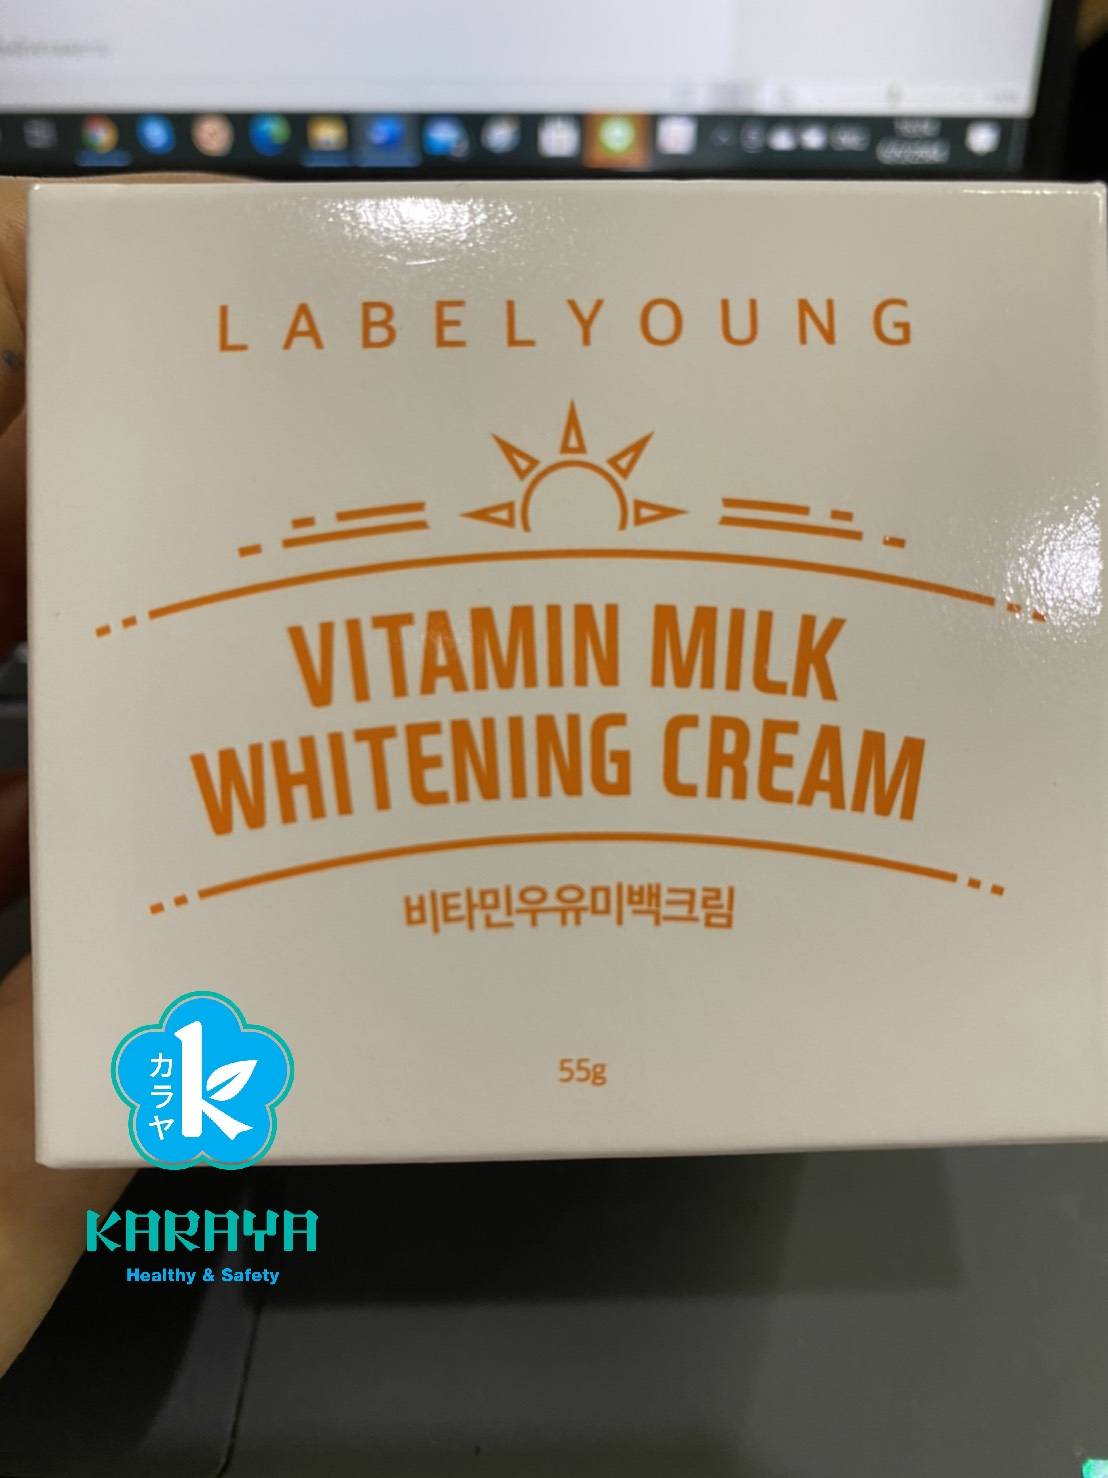 LABELYOUNG
VITAMIN MILK
WHITENING CREAM
비타민우유미백크림
55g
カラヤ
k
KARAYA
Healthy & Safety